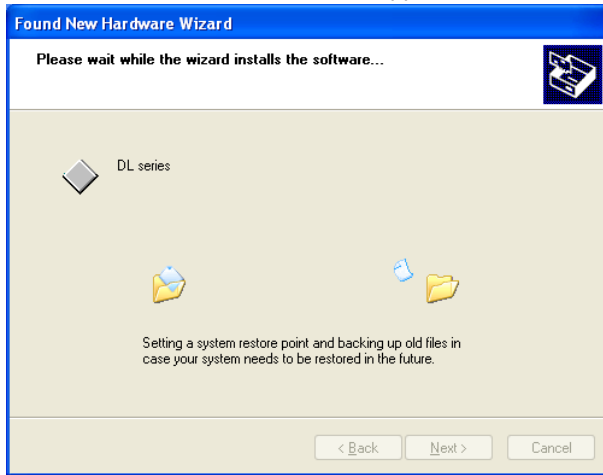 Found New Hardware Wizard
Please wait while the wizard installs the software...
DL series
Setting a system restore point and backing up old files in
case your system needs to be restored in the future.
< Back
Next >
Cancel